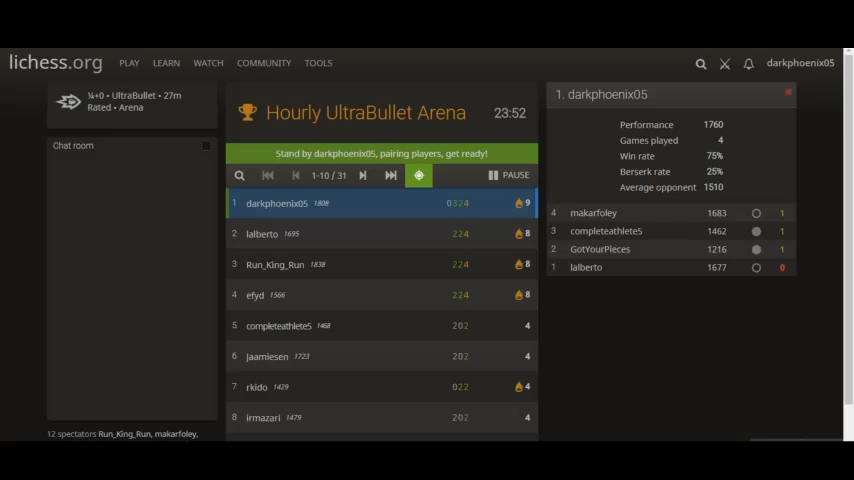 lichess.org PLAY LEARN WATCH COMMUNITY TOOLS darkphoenix05
¼+0 • UltraBullet • 27m
Rated • Arena
Chat room
12 spectators Run_King_Run, makarfoley,
Hourly UltraBullet Arena 23:52
Stand by darkphoenix05, pairing players, get ready!
1-10 / 31 PAUSE
1 darkphoenix05 1808 0324 9
2 lalberto 1695 224 8
3 Run_King_Run 1838 224 8
4 efyd 1566 224 8
5 completeathlete5 1468 202 4
6 Jaamiesen 1723 202 4
7 rkido 1429 022 4
8 irmazari 1479 202 4
1. darkphoenix05
Performance 1760
Games played 4
Win rate 75%
Berserk rate 25%
Average opponent 1510
4 makarfoley 1683 1
3 completeathlete5 1462 1
2 GotYourPieces 1216 1
1 lalberto 1677 0